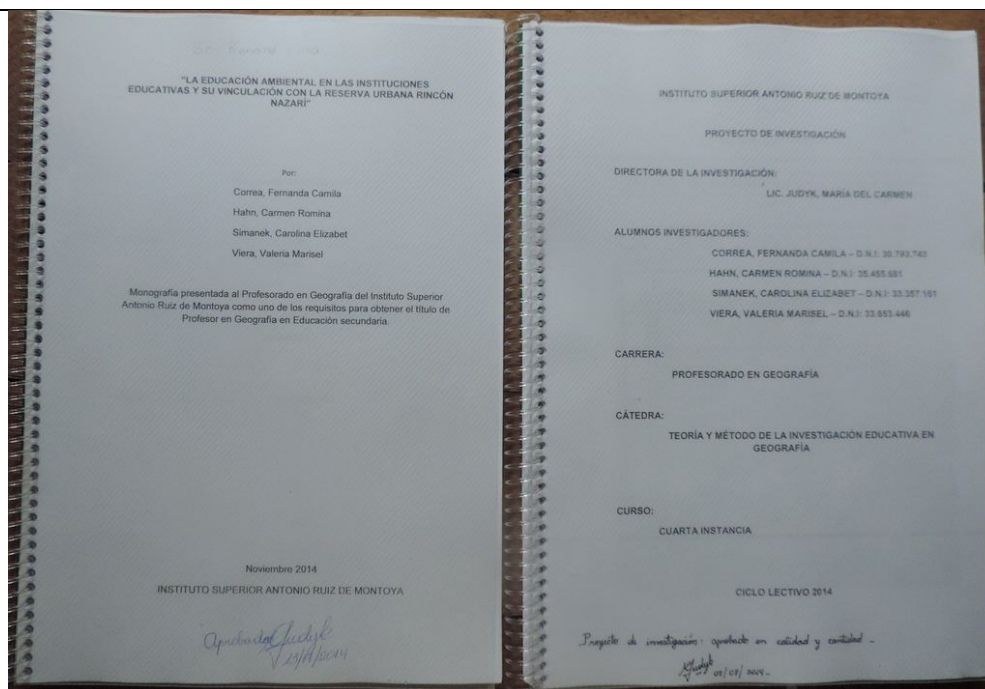 "LA EDUCACIÓN AMBIENTAL EN LAS INSTITUCIONES
EDUCATIVAS Y SU VINCULACIÓN CON LA RESERVA URBANA RINCÓN
NAZARÍ"
Por:
Correa, Fernanda Camila
Hahn, Carmen Romina
Simanek, Carolina Elizabet
Viera, Valeria Marisel
Monografía presentada al Profesorado en Geografía del Instituto Superior
Antonio Ruiz de Montoya como uno de los requisitos para obtener el título de
Profesor en Geografía en Educación secundaria.
Noviembre 2014
INSTITUTO SUPERIOR ANTONIO RUIZ DE MONTOYA
Aprobado Judyk
29/11/2014
INSTITUTO SUPERIOR ANTONIO RUIZ DE MONTOYA
PROYECTO DE INVESTIGACIÓN
DIRECTORA DE LA INVESTIGACIÓN:
LIC. JUDYK, MARÍA DEL CARMEN
ALUMNOS INVESTIGADORES:
CORREA, FERNANDA CAMILA – D.N.I:
HAHN, CARMEN ROMINA – D.N.I:
SIMANEK, CAROLINA ELIZABET – D.N.I:
VIERA, VALERIA MARISEL – D.N.I:
CARRERA:
PROFESORADO EN GEOGRAFÍA
CÁTEDRA:
TEORÍA Y MÉTODO DE LA INVESTIGACIÓN EDUCATIVA EN
GEOGRAFÍA
CURSO:
CUARTA INSTANCIA
CICLO LECTIVO 2014
Proyecto de investigación: aprobado en calidad y cantidad -
Judyk